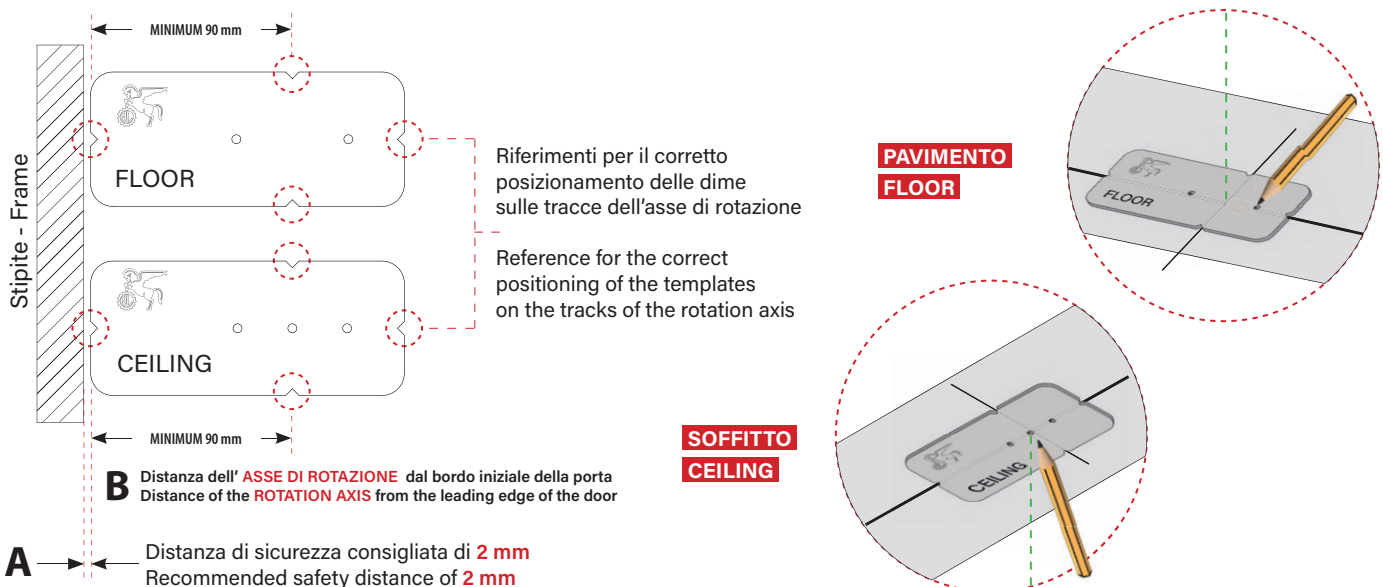 MINIMUM 90 mm
Stipite - Frame
FLOOR
CEILING
MINIMUM 90 mm
Riferimenti per il corretto
posizionamento delle dime
sulle tracce dell'asse di rotazione
Reference for the correct
positioning of the templates
on the tracks of the rotation axis
B
Distanza dell' ASSE DI ROTAZIONE dal bordo iniziale della porta
Distance of the ROTATION AXIS from the leading edge of the door
A
Distanza di sicurezza consigliata di 2 mm
Recommended safety distance of 2 mm
PAVIMENTO
FLOOR
FLOOR
SOFFITTO
CEILING
CEILING